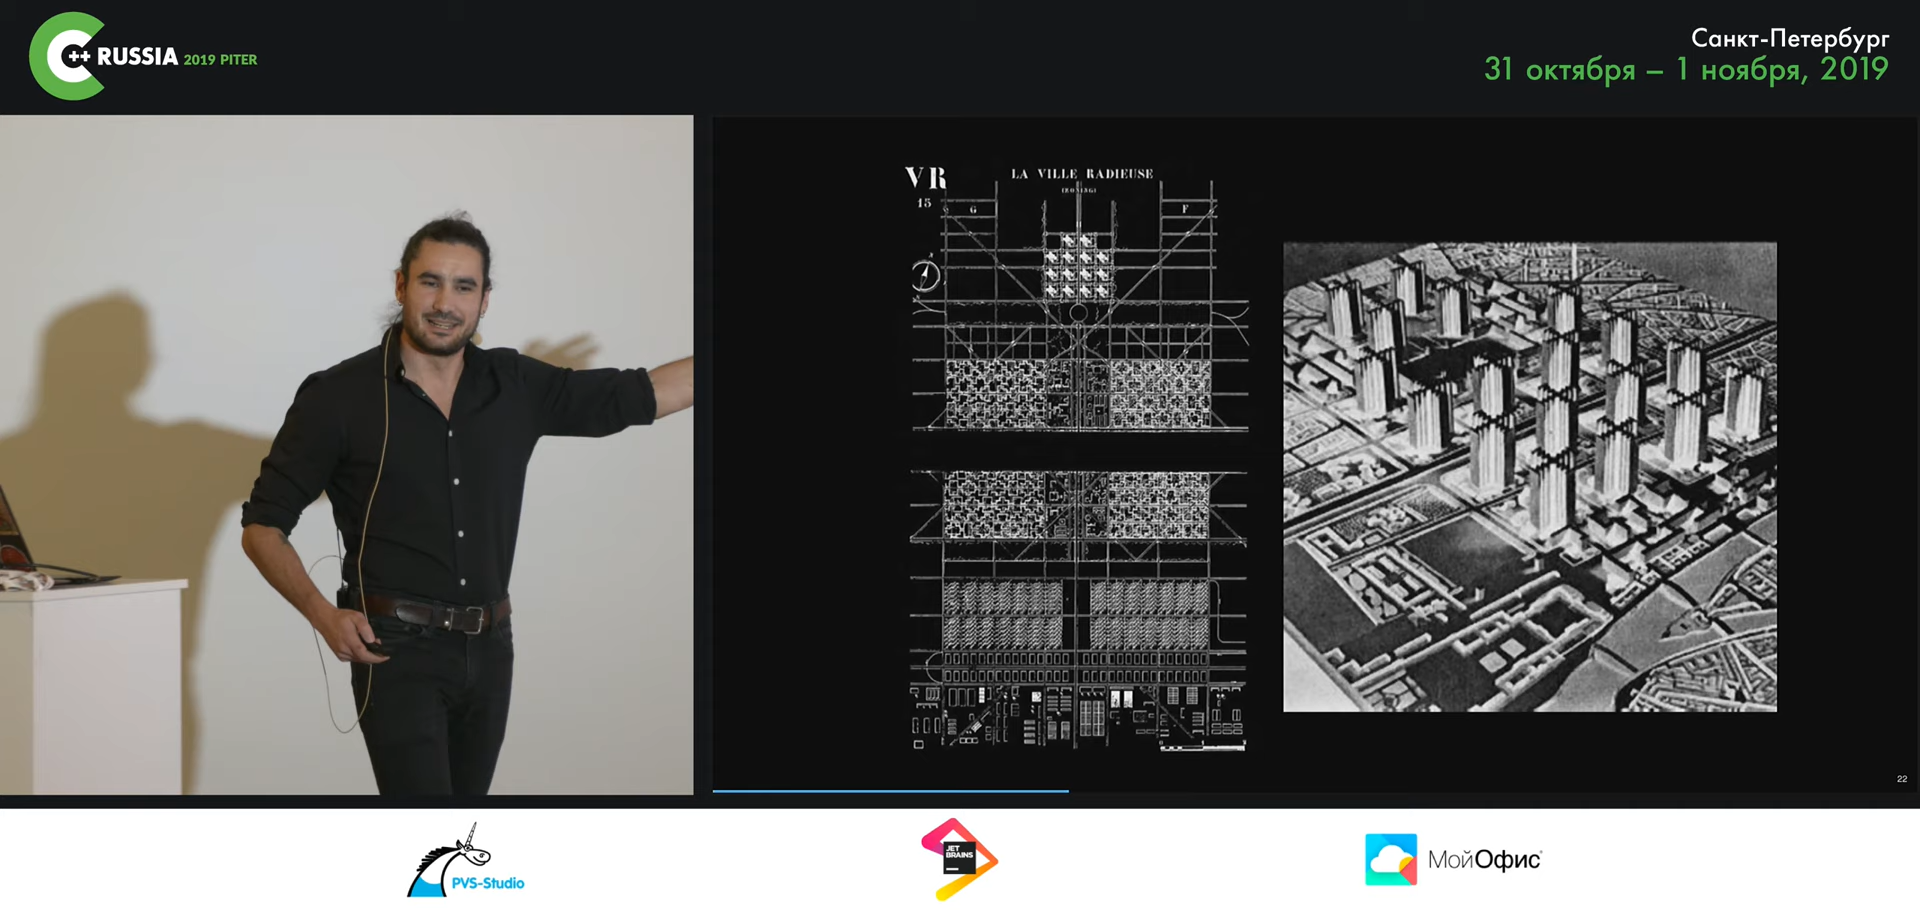 C++ RUSSIA 2019 PITER
Санкт-Петербург
31 октября – 1 ноября, 2019
VR
15
LA VILLE RADIEUSE
G
F
22
PVS-Studio
JET
BRAINS
МойОфис